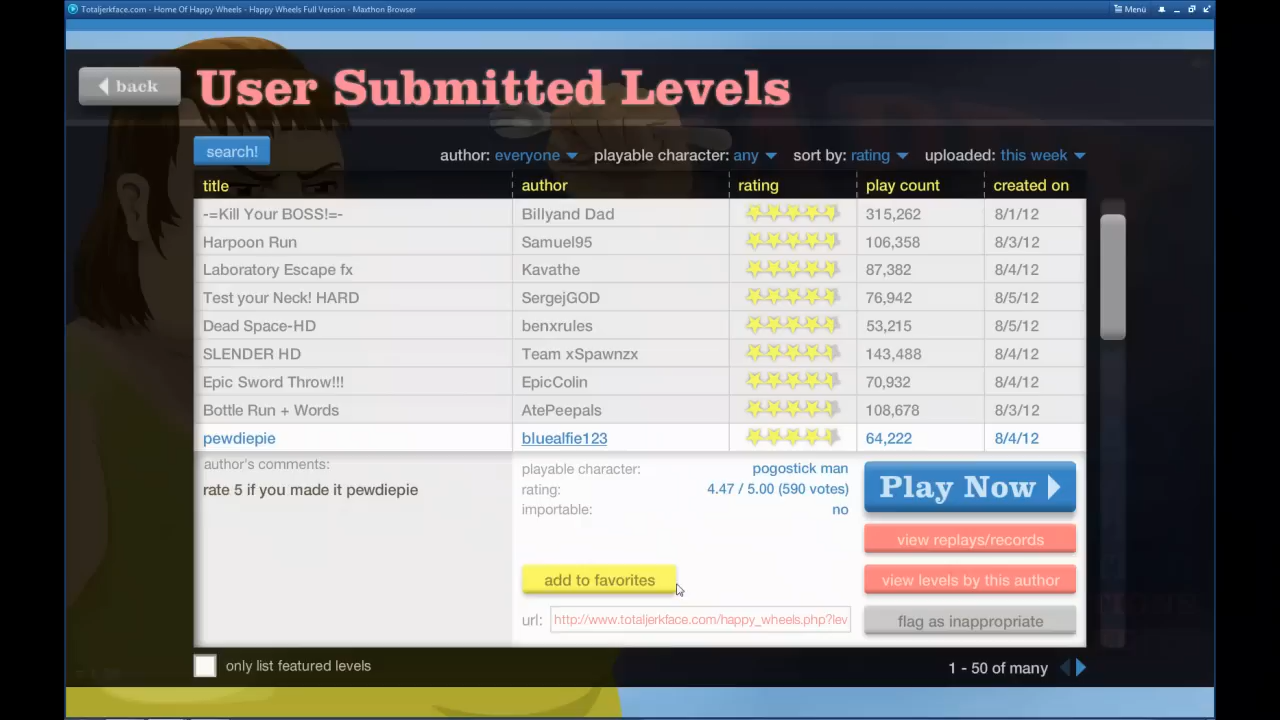 Totaljerkface.com - Home Of Happy Wheels - Happy Wheels Full Version - Maxthon Browser
Menu
back
User Submitted Levels
search!
author: everyone
playable character: any
sort by: rating
uploaded: this week
title author rating play count created on
-=Kill Your BOSS!=- Billyand Dad 315,262 8/1/12
Harpoon Run Samuel95 106,358 8/3/12
Laboratory Escape fx Kavathe 87,382 8/4/12
Test your Neck! HARD SergejGOD 76,942 8/5/12
Dead Space-HD benxrules 53,215 8/5/12
SLENDER HD Team xSpawnzx 143,488 8/4/12
Epic Sword Throw!!! EpicColin 70,932 8/4/12
Bottle Run + Words AtePeepals 108,678 8/3/12
pewdiepie bluealfie123 64,222 8/4/12
author's comments:
rate 5 if you made it pewdiepie
playable character: pogostick man
rating: 4.47 / 5.00 (590 votes)
importable: no
add to favorites
url: http://www.totaljerkface.com/happy_wheels.php?lev
Play Now
view replays/records
view levels by this author
flag as inappropriate
only list featured levels
1 - 50 of many